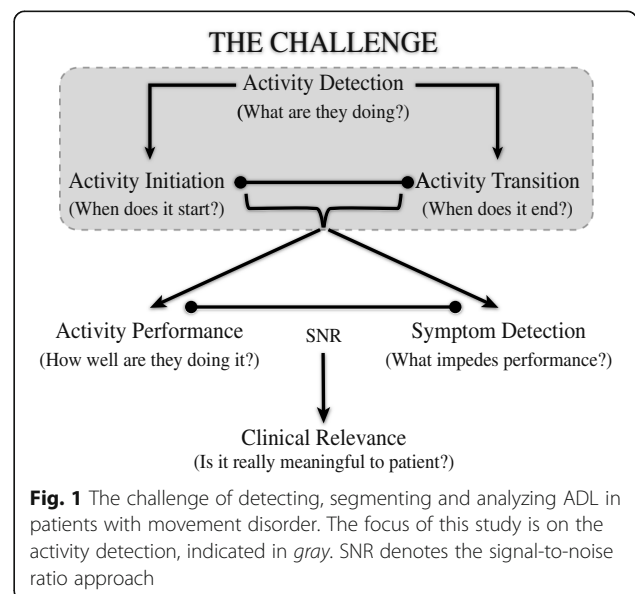 THE CHALLENGE
Activity Detection
(What are they doing?)
Activity Initiation Activity Transition
(When does it start?) (When does it end?)
Activity Performance SNR Symptom Detection
(How well are they doing it?) (What impedes performance?)
Clinical Relevance
(Is it really meaningful to patient?)
Fig. 1 The challenge of detecting, segmenting and analyzing ADL in
patients with movement disorder. The focus of this study is on the
activity detection, indicated in gray. SNR denotes the signal-to-noise
ratio approach